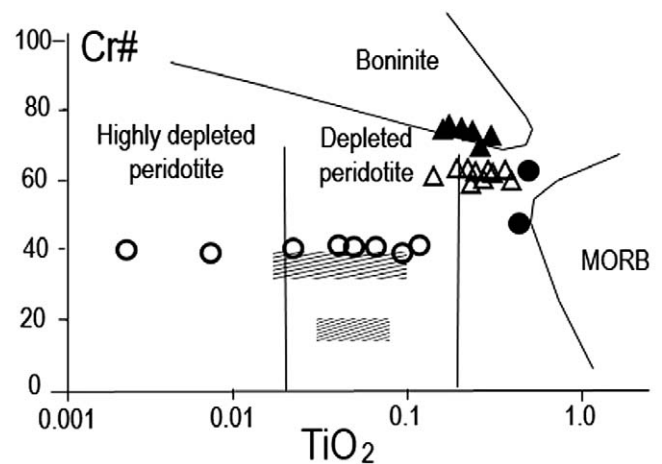 100
Cr#
Boninite
80
Highly depleted
peridotite
Depleted
peridotite
60
40
MORB
20
0
0.001
0.01
0.1
1.0
TiO₂